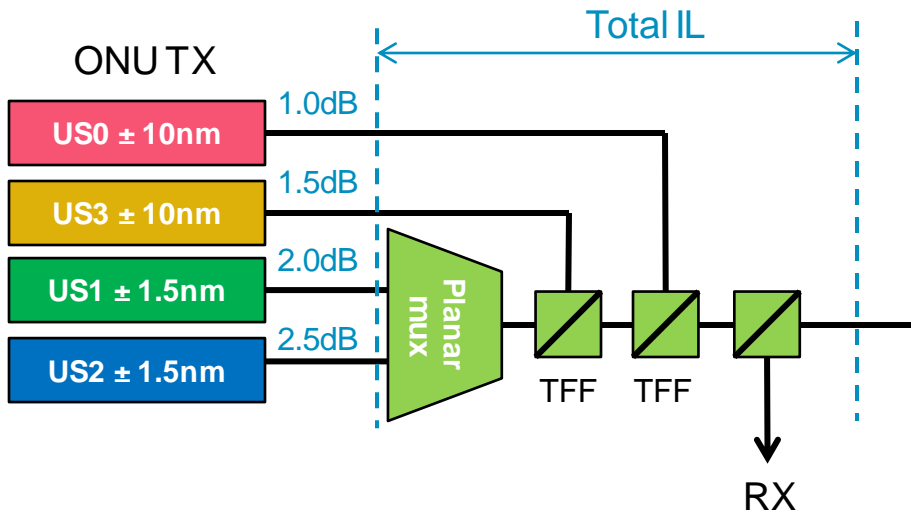 Total IL
ONU TX
1.0dB
US0 ± 10nm
1.5dB
US3 ± 10nm
2.0dB
US1 ± 1.5nm
2.5dB
US2 ± 1.5nm
Planar
mux
TFF
TFF
RX